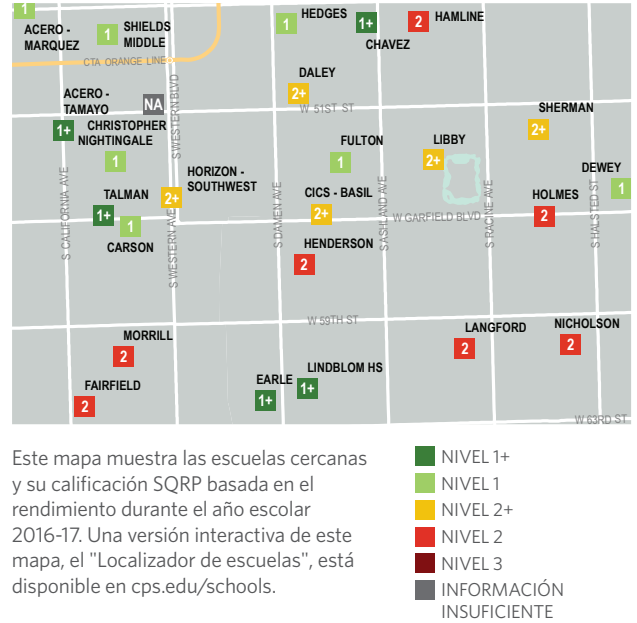 1
ACERO -
MARQUEZ
1
SHIELDS
MIDDLE
1
HEDGES
1+
CHAVEZ
2
HAMLINE
CTA ORANGE LINE
S WESTERN BLVD
DALEY
2+
W 51ST ST
ACERO -
TAMAYO
NA
1+
CHRISTOPHER
NIGHTINGALE
1
FULTON
1
LIBBY
2+
SHERMAN
2+
DEWEY
1
HORIZON -
SOUTHWEST
2+
TALMAN
1+
1
CARSON
CICS - BASIL
2+
W GARFIELD BLVD
HOLMES
2
S CALIFORNIA AVE
S WESTERN AVE
S DAMEN AVE
S ASHLAND AVE
S RACINE AVE
S HALSTED ST
HENDERSON
2
W 59TH ST
MORRILL
2
LANGFORD
2
NICHOLSON
2
FAIRFIELD
2
EARLE
1+
LINDBLOM HS
1+
W 63RD ST
Este mapa muestra las escuelas cercanas
y su calificación SQRP basada en el
rendimiento durante el año escolar
2016-17. Una versión interactiva de este
mapa, el "Localizador de escuelas", está
disponible en cps.edu/schools.
NIVEL 1+
NIVEL 1
NIVEL 2+
NIVEL 2
NIVEL 3
INFORMACIÓN
INSUFICIENTE